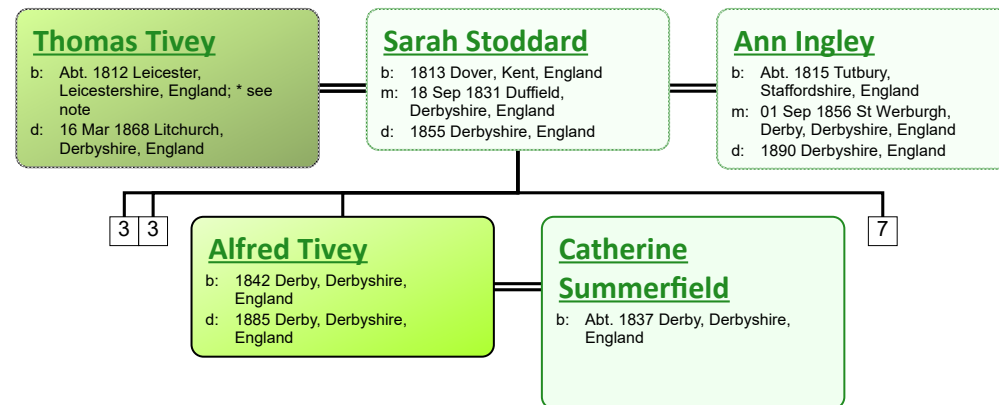 Thomas Tivey
b: Abt. 1812 Leicester,
Leicestershire, England; * see
note
d: 16 Mar 1868 Litchurch,
Derbyshire, England
Sarah Stoddard
b: 1813 Dover, Kent, England
m: 18 Sep 1831 Duffield,
Derbyshire, England
d: 1855 Derbyshire, England
Ann Ingley
b: Abt. 1815 Tutbury,
Staffordshire, England
m: 01 Sep 1856 St Werburgh,
Derby, Derbyshire, England
d: 1890 Derbyshire, England
3
3
7
Alfred Tivey
b: 1842 Derby, Derbyshire,
England
d: 1885 Derby, Derbyshire,
England
Catherine
Summerfield
b: Abt. 1837 Derby, Derbyshire,
England